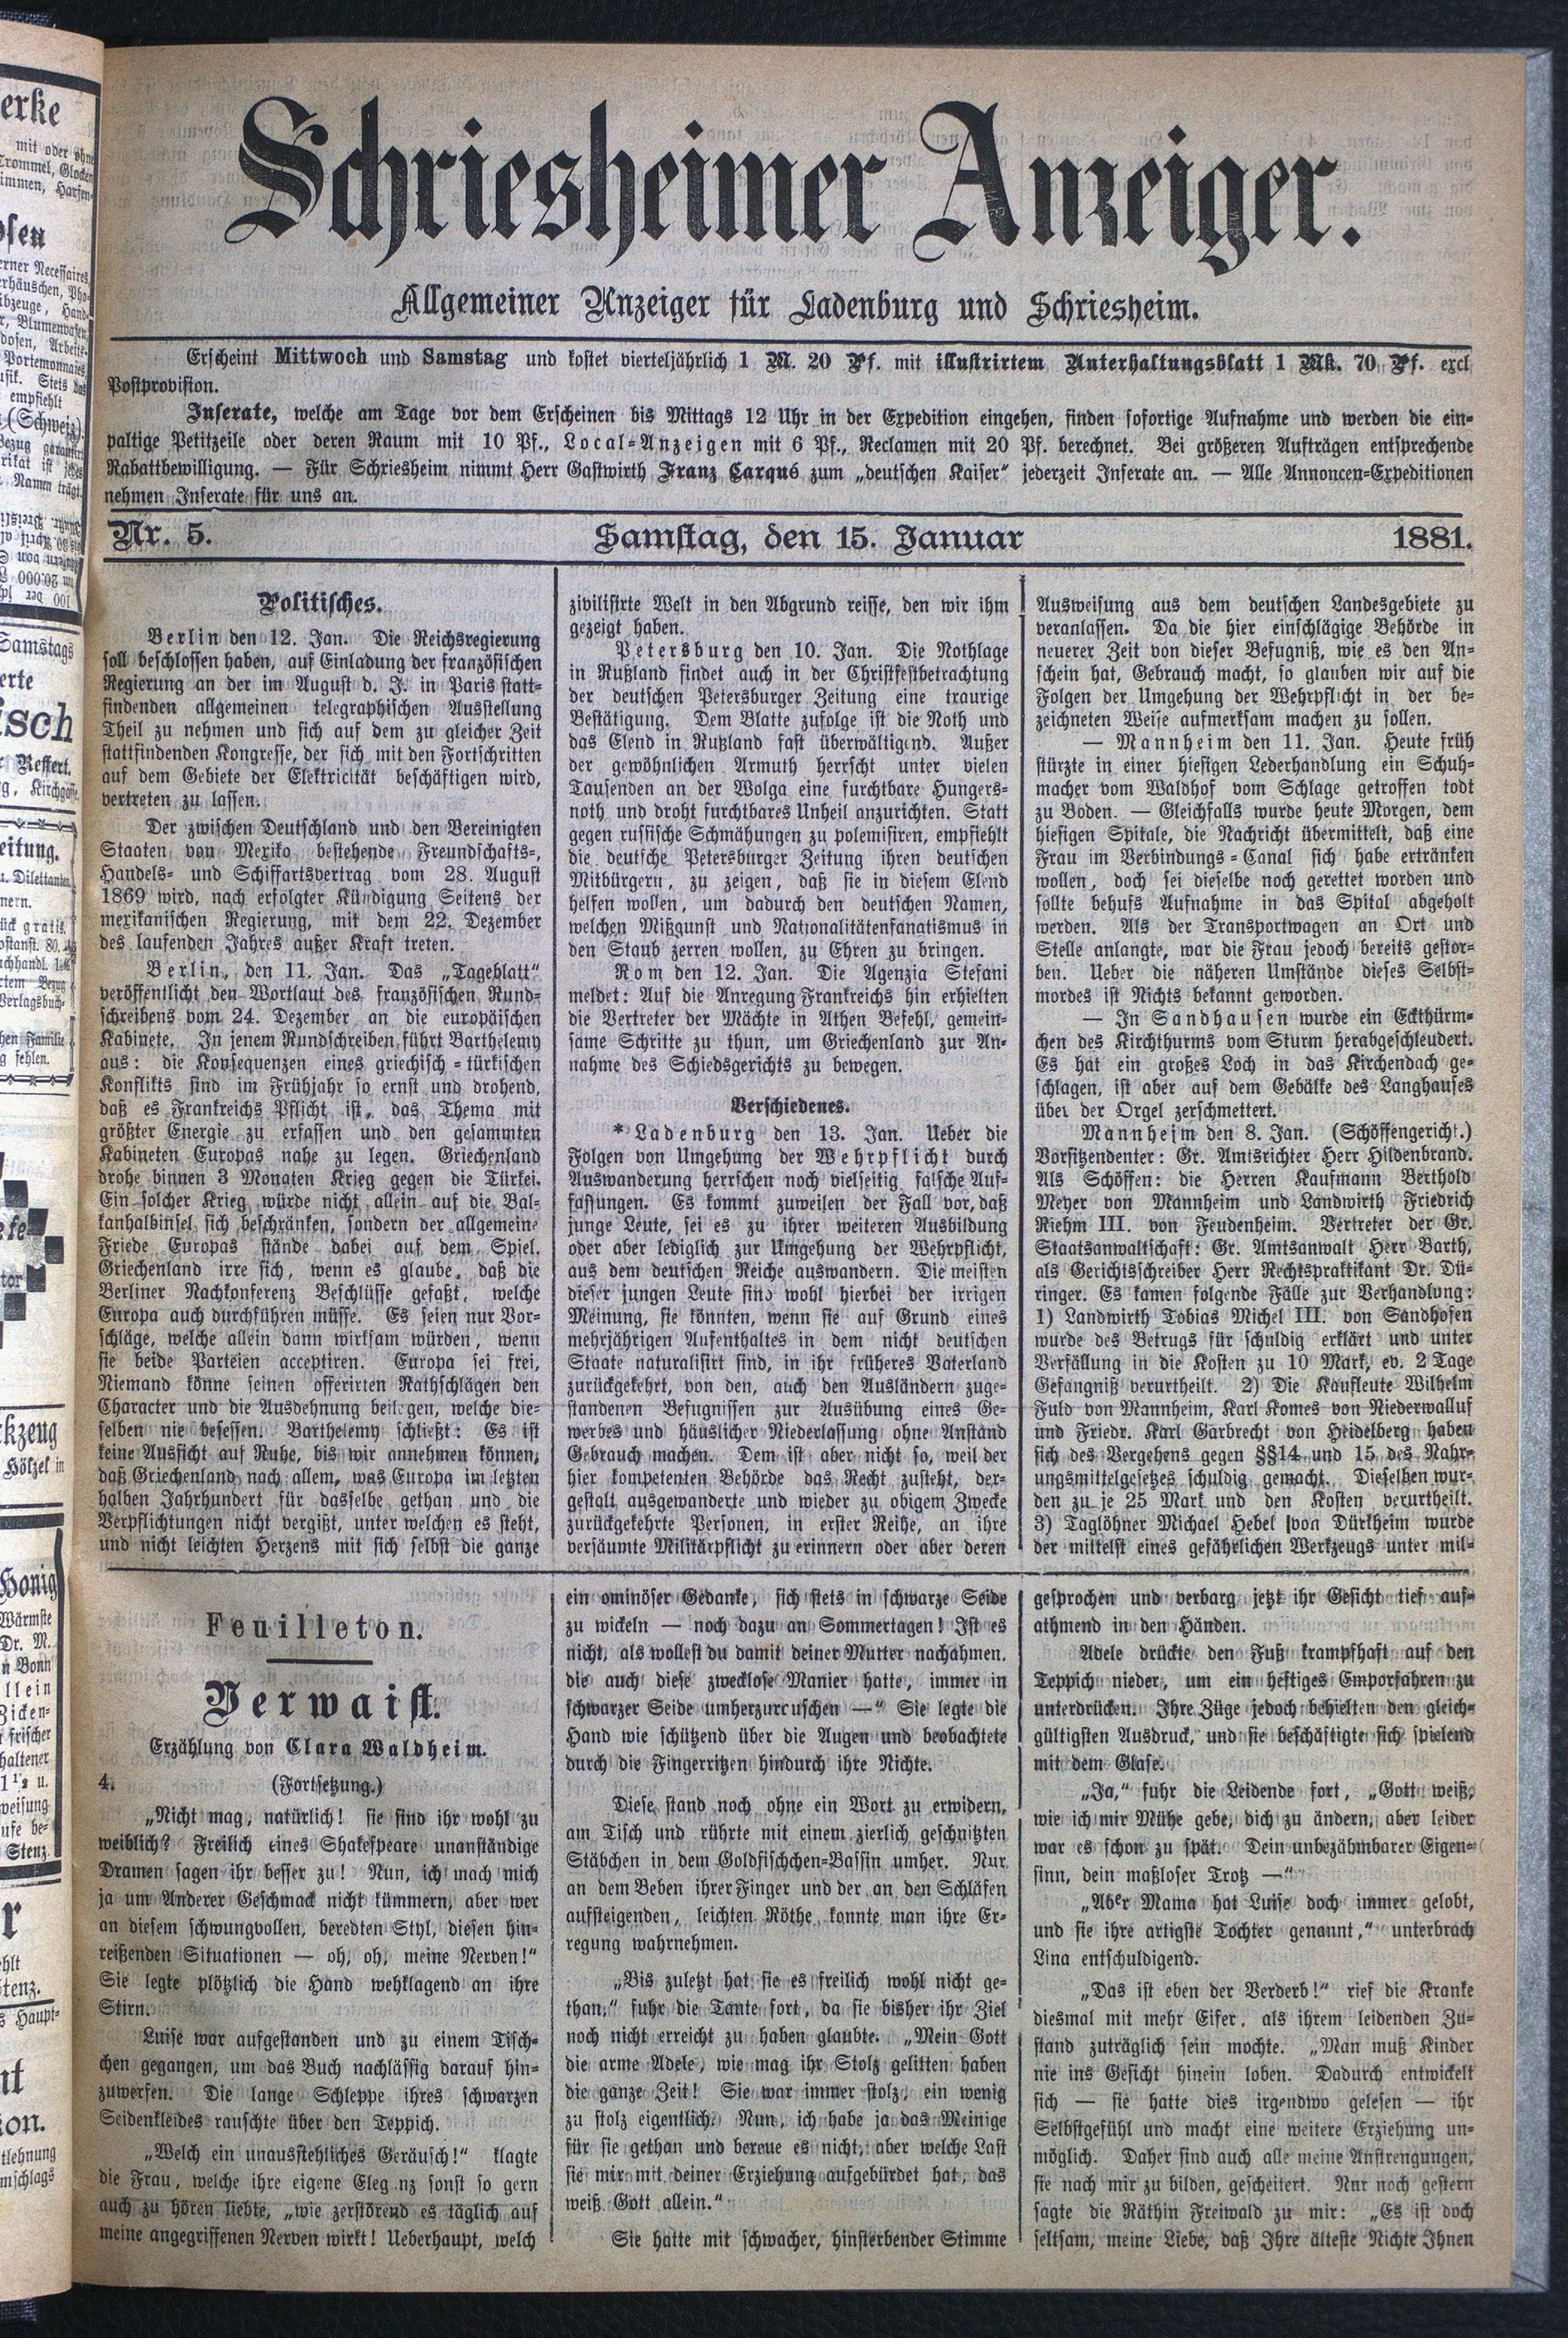 Schriesheimer Anzeiger.
Allgemeiner Anzeiger für Ladenburg und Schriesheim.
Erscheint Mittwoch und Samstag und kostet vierteljährlich 1 M. 20 Pf. mit illustrirtem Unterhaltungsblatt 1 Mk. 70 Pf. excl
Postprovision.
Inserate, welche am Tage vor dem Erscheinen bis Mittags 12 Uhr in der Expedition eingehen, finden sofortige Aufnahme und werden die ein-
paltige Petitzeile oder deren Raum mit 10 Pf., Local-Anzeigen mit 6 Pf., Reclamen mit 20 Pf. berechnet. Bei größeren Aufträgen entsprechende
Rabattbewilligung. — Für Schriesheim nimmt Herr Gastwirth Franz Carqué zum „deutschen Kaiser“ jederzeit Inserate an. — Alle Annoncen-Expeditionen
nehmen Inserate für uns an.
Nr. 5. Samstag, den 15. Januar 1881.
Politisches.
Berlin den 12. Jan. Die Reichsregierung
soll beschlossen haben, auf Einladung der französischen
Regierung an der im August d. J. in Paris statt-
findenden allgemeinen telegraphischen Ausstellung
Theil zu nehmen und sich auf dem zu gleicher Zeit
stattfindenden Kongresse, der sich mit den Fortschritten
auf dem Gebiete der Elektricität beschäftigen wird,
vertreten zu lassen.
Der zwischen Deutschland und den Vereinigten
Staaten von Mexiko bestehende Freundschafts-,
Handels- und Schiffartsvertrag vom 28. August
1869 wird, nach erfolgter Kündigung Seitens der
mexikanischen Regierung, mit dem 22. Dezember
des laufenden Jahres außer Kraft treten.
Berlin, den 11. Jan. Das „Tageblatt“
veröffentlicht den Wortlaut des französischen Rund-
schreibens vom 24. Dezember an die europäischen
Kabinete. In jenem Rundschreiben führt Barthelemy
aus: die Konsequenzen eines griechisch-türkischen
Konflikts sind im Frühjahr so ernst und drohend,
daß es Frankreichs Pflicht ist, das Thema mit
größter Energie zu erfassen und den gesammten
Kabineten Europas nahe zu legen. Griechenland
drohe binnen 3 Monaten Krieg gegen die Türkei.
Ein solcher Krieg würde nicht allein auf die Bal-
kanhalbinsel sich beschränken, sondern der allgemeine
Friede Europas stände dabei auf dem Spiel.
Griechenland irre sich, wenn es glaube, daß die
Berliner Nachkonferenz Beschlüsse gefaßt, welche
Europa auch durchführen müsse. Es seien nur Vor-
schläge, welche allein dann wirksam würden, wenn
sie beide Parteien acceptiren. Europa sei frei,
Niemand könne seinen offerirten Rathschlägen den
Character und die Ausdehnung beilegen, welche die-
selben nie besessen. Barthelemy schließt: Es ist
keine Aussicht auf Ruhe, bis wir annehmen können,
daß Griechenland nach allem, was Europa im letzten
halben Jahrhundert für dasselbe gethan und die
Verpflichtungen nicht vergißt, unter welchen es steht,
und nicht leichten Herzens mit sich selbst die ganze
zivilisirte Welt in den Abgrund reisse, den wir ihm
gezeigt haben.
Petersburg den 10. Jan. Die Nothlage
in Rußland findet auch in der Christfestbetrachtung
der deutschen Petersburger Zeitung eine traurige
Bestätigung. Dem Blatte zufolge ist die Noth und
das Elend in Rußland fast überwältigend. Außer
der gewöhnlichen Armuth herrscht unter vielen
Tausenden an der Wolga eine furchtbare Hungers-
noth und droht furchtbares Unheil anzurichten. Statt
gegen russische Schmähungen zu polemisiren, empfiehlt
die deutsche Petersburger Zeitung ihren deutschen
Mitbürgern, zu zeigen, daß sie in diesem Elend
helfen wollen, um dadurch den deutschen Namen,
welchen Mißgunst und Nationalitätenfanatismus in
den Staub zerren wollen, zu Ehren zu bringen.
Rom den 12. Jan. Die Agenzia Stefani
meldet: Auf die Anregung Frankreichs hin erhielten
die Vertreter der Mächte in Athen Befehl, gemein-
same Schritte zu thun, um Griechenland zur An-
nahme des Schiedsgerichts zu bewegen.
Verschiedenes.
* Ladenburg den 13. Jan. Ueber die
Folgen von Umgehung der Wehrpflicht durch
Auswanderung herrschen noch vielseitig falsche Auf-
fassungen. Es kommt zuweilen der Fall vor, daß
junge Leute, sei es zu ihrer weiteren Ausbildung
oder aber lediglich zur Umgehung der Wehrpflicht,
aus dem deutschen Reiche auswandern. Die meisten
dieser jungen Leute sind wohl hierbei der irrigen
Meinung, sie könnten, wenn sie auf Grund eines
mehrjährigen Aufenthaltes in dem nicht deutschen
Staate naturalisirt sind, in ihr früheres Vaterland
zurückgekehrt, von den, auch den Ausländern zuge-
standenen Befugnissen zur Ausübung eines Ge-
werbes und häuslicher Niederlassung ohne Anstand
Gebrauch machen. Dem ist aber nicht so, weil der
hier kompetenten Behörde das Recht zusteht, der-
gestalt ausgewanderte und wieder zu obigem Zwecke
zurückgekehrte Personen, in erster Reihe, an ihre
versäumte Militärpflicht zu erinnern oder aber deren
Ausweisung aus dem deutschen Landesgebiete zu
veranlassen. Da die hier einschlägige Behörde in
neuerer Zeit von dieser Befugniß, wie es den An-
schein hat, Gebrauch macht, so glauben wir auf die
Folgen der Umgehung der Wehrpflicht in der be-
zeichneten Weise aufmerksam machen zu sollen.
— Mannheim den 11. Jan. Heute früh
stürzte in einer hiesigen Lederhandlung ein Schuh-
macher vom Waldhof vom Schlage getroffen todt
zu Boden. — Gleichfalls wurde heute Morgen, dem
hiesigen Spitale, die Nachricht übermittelt, daß eine
Frau im Verbindungs-Canal sich habe ertränken
wollen, doch sei dieselbe noch gerettet worden und
sollte behufs Aufnahme in das Spital abgeholt
werden. Als der Transportwagen an Ort und
Stelle anlangte, war die Frau jedoch bereits gestor-
ben. Ueber die näheren Umstände dieses Selbst-
mordes ist Nichts bekannt geworden.
— In Sandhausen wurde ein Eckthürm-
chen des Kirchthurms vom Sturm herabgeschleudert.
Es hat ein großes Loch in das Kirchendach ge-
schlagen, ist aber auf dem Gebälke des Langhauses
über der Orgel zerschmettert.
Mannheim den 8. Jan. (Schöffengericht.)
Vorsitzendenter: Gr. Amtsrichter Herr Hildenbrand.
Als Schöffen: die Herren Kaufmann Berthold
Meyer von Mannheim und Landwirth Friedrich
Riehm III. von Feudenheim. Vertreter der Gr.
Staatsanwaltschaft: Gr. Amtsanwalt Herr Barth,
als Gerichtsschreiber Herr Rechtspraktikant Dr. Dü-
ringer. Es kamen folgende Fälle zur Verhandlung:
1) Landwirth Tobias Michel III. von Sandhofen
wurde des Betrugs für schuldig erklärt und unter
Verfällung in die Kosten zu 10 Mark, ev. 2 Tage
Gefangniß verurtheilt. 2) Die Kaufleute Wilhelm
Fuld von Mannheim, Karl Komes von Niederwalluf
und Friedr. Karl Garbrecht von Heidelberg haben
sich des Vergehens gegen §§14 und 15 des Nahr-
ungsmittelgesetzes schuldig gemacht. Dieselben wur-
den zu je 25 Mark und den Kosten verurtheilt.
3) Taglöhner Michael Hebel von Dürkheim wurde
der mittelst eines gefährlichen Werkzeugs unter mil-
Feuilleton.
Verwaist.
Erzählung von Clara Waldheim.
4. (Fortsetzung.)
„Nicht mag, natürlich! sie sind ihr wohl zu
weiblich? Freilich eines Shakespeare unanständige
Dramen sagen ihr besser zu! Nun, ich mach mich
ja um Anderer Geschmack nicht kümmern, aber wer
an diesem schwungvollen, beredten Styl, diesen hin-
reißenden Situationen — oh, oh, meine Nerven!“
Sie legte plötzlich die Hand wehklagend an ihre
Stirn.
Luise war aufgestanden und zu einem Tisch-
chen gegangen, um das Buch nachlässig darauf hin-
zuwerfen. Die lange Schleppe ihres schwarzen
Seidenkleides rauschte über den Teppich.
„Welch ein unausstehliches Geräusch!“ klagte
die Frau, welche ihre eigene Eleg nz sonst so gern
auch zu hören liebte, „wie zerstörend es täglich auf
meine angegriffenen Nerven wirkt! Ueberhaupt, welch
ein ominöser Gedanke, sich stets in schwarze Seide
zu wickeln — noch dazu an Sommertagen! Ist es
nicht, als wollest du damit deiner Mutter nachahmen,
die auch diese zwecklose Manier hatte, immer in
schwarzer Seide umherzurauschen —“ Sie legte die
Hand wie schützend über die Augen und beobachtete
durch die Fingerritzen hindurch ihre Nichte.
Diese stand noch ohne ein Wort zu erwidern,
am Tisch und rührte mit einem zierlich geschnitzten
Stäbchen in dem Goldfischchen-Bassin umher. Nur
an dem Beben ihrer Finger und der an den Schläfen
aufsteigenden, leichten Röthe konnte man ihre Er-
regung wahrnehmen.
„Bis zuletzt hat sie es freilich wohl nicht ge-
than,“ fuhr die Tante fort, da sie bisher ihr Ziel
noch nicht erreicht zu haben glaubte. „Mein Gott
die arme Adele, wie mag ihr Stolz gelitten haben
die ganze Zeit! Sie war immer stolz, ein wenig
zu stolz eigentlich. Nun, ich habe ja das Meinige
für sie gethan und bereue es nicht, aber welche Last
sie mir mit deiner Erziehung aufgebürdet hat, das
weiß Gott allein.“
Sie hatte mit schwacher, hinsterbender Stimme
gesprochen und verbarg jetzt ihr Gesicht tief auf-
athmend in den Händen.
Adele drückte den Fuß krampfhaft auf den
Teppich nieder, um ein heftiges Emporfahren zu
unterdrücken. Ihre Züge jedoch behielten den gleich-
gültigsten Ausdruck, und sie beschäftigte sich spielend
mit dem Glase.
„Ja,“ fuhr die Leidende fort, „Gott weiß,
wie ich mir Mühe gebe, dich zu ändern, aber leider
war es schon zu spät. Dein unbezähmbarer Eigen-
sinn, dein maßloser Trotz —“
„Aber Mama hat Luise doch immer gelobt,
und sie ihre artigste Tochter genannt,“ unterbrach
Lina entschuldigend.
„Das ist eben der Verderb!“ rief die Kranke
diesmal mit mehr Eifer, als ihrem leidenden Zu-
stand zuträglich sein mochte. „Man muß Kinder
nie ins Gesicht hinein loben. Dadurch entwickelt
sich — sie hatte dies irgendwo gelesen — ihr
Selbstgefühl und macht eine weitere Erziehung un-
möglich. Daher sind auch alle meine Anstrengungen,
sie nach mir zu bilden, gescheitert. Nur noch gestern
sagte die Räthin Freiwald zu mir: „Es ist doch
seltsam, meine Liebe, daß Ihre älteste Nichte Ihnen